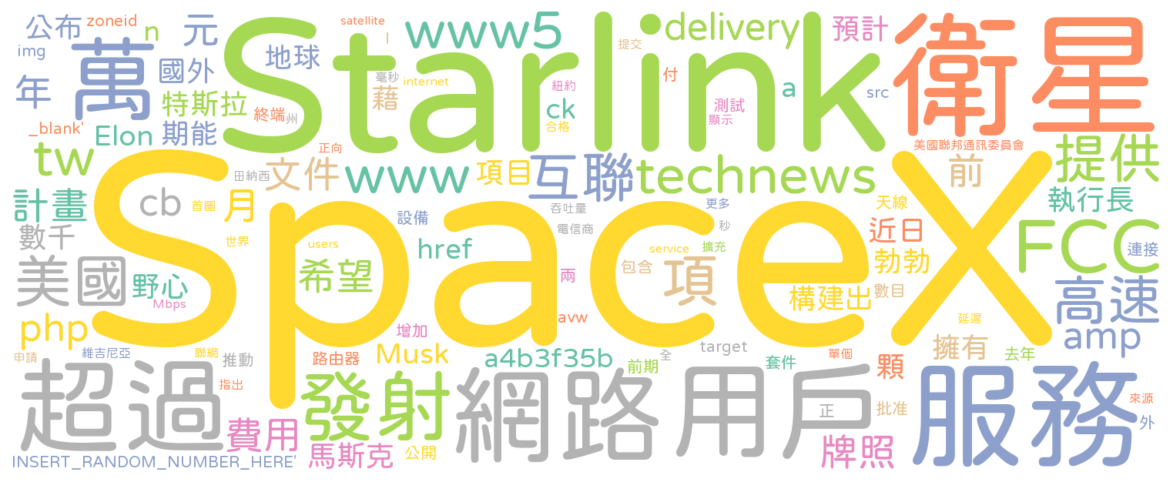 公布 zoneid n 元 Starlink satellite www5 delivery 預計 衛星
img 萬 地球 提交 l
年 國外 毫秒 internet 紐約 付 a src
特斯拉 終端 州 藉 ck 測試
_blank' Elon 期能 合格 顯示
tw 正向 文件 www 項目 互聯 technews 前 美國聯邦通訊委員會 提供
田納西
計畫 cb 首圖 月 SpaceX 設備 吞吐量 更多 天線 執行長
數千 世界 users href 電信商 秒 近日 FCC
美國 野心 希望 兩 包含 service 擴充 項 勃勃 連接
Mbps 構建出 數目 高速
php 增加 avw 延遲 amp
申請 維吉尼亞 聯網 推動 路由器 Musk a4b3f35b 前期 target 全 套件 單個 擁有 去年
超過 指出 發射 網路 用戶 正 批准 顆 服務 來源
費用 外
INSERT_RANDOM_NUMBER_HERE' 馬斯克 公開 牌照